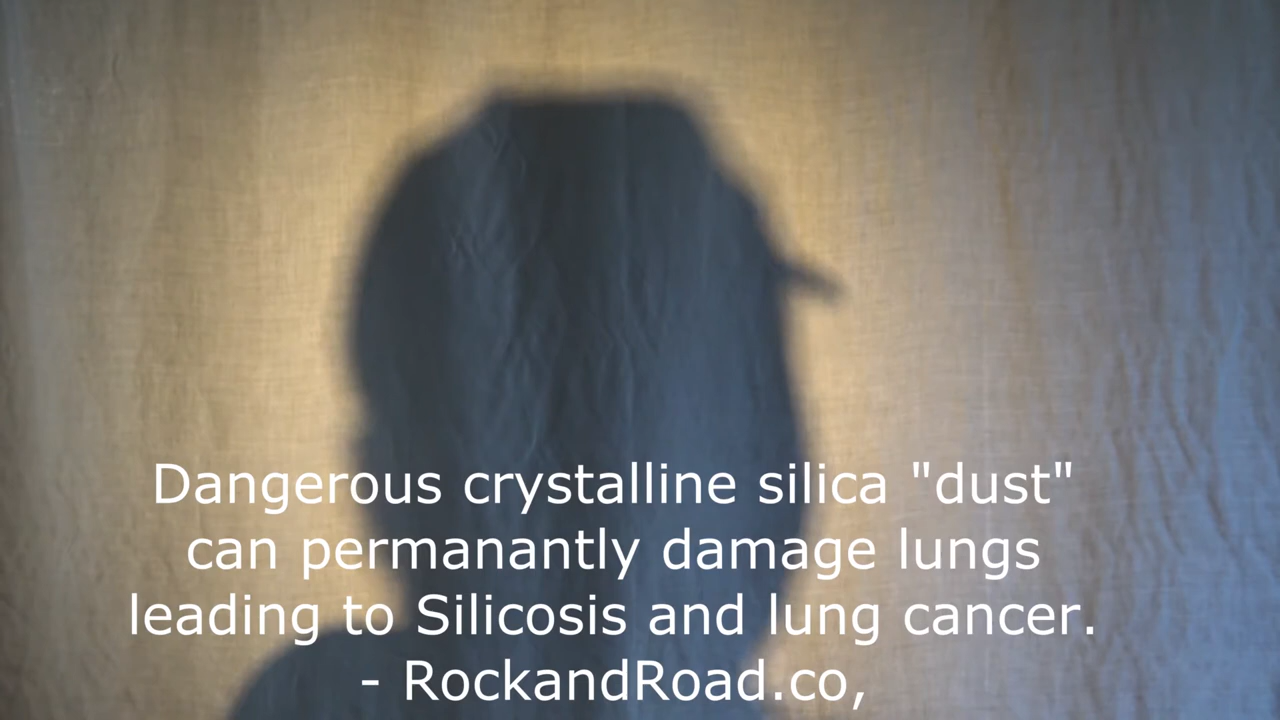 Dangerous crystalline silica "dust"
can permanantly damage lungs
leading to Silicosis and lung cancer.
- RockandRoad.co,